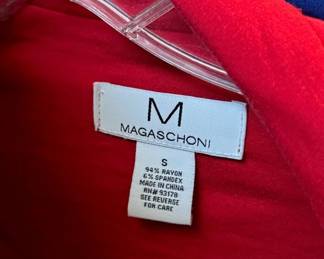 M
MAGASCHONI
S
94% RAYON
6% SPANDEX
MADE IN CHINA
RN# 93178
SEE REVERSE
FOR CARE